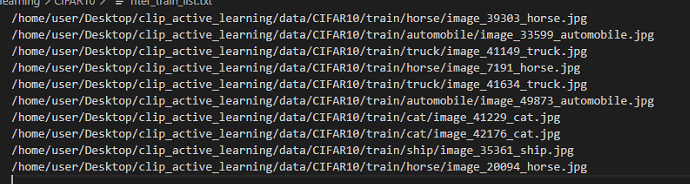 earning > CIFAR10 > filter_train_list.txt
/home/user/Desktop/clip_active_learning/data/CIFAR10/train/horse/image_39303_horse.jpg
/home/user/Desktop/clip_active_learning/data/CIFAR10/train/automobile/image_33599_automobile.jpg
/home/user/Desktop/clip_active_learning/data/CIFAR10/train/truck/image_41149_truck.jpg
/home/user/Desktop/clip_active_learning/data/CIFAR10/train/horse/image_7191_horse.jpg
/home/user/Desktop/clip_active_learning/data/CIFAR10/train/truck/image_41634_truck.jpg
/home/user/Desktop/clip_active_learning/data/CIFAR10/train/automobile/image_49873_automobile.jpg
/home/user/Desktop/clip_active_learning/data/CIFAR10/train/cat/image_41229_cat.jpg
/home/user/Desktop/clip_active_learning/data/CIFAR10/train/cat/image_42176_cat.jpg
/home/user/Desktop/clip_active_learning/data/CIFAR10/train/ship/image_35361_ship.jpg
/home/user/Desktop/clip_active_learning/data/CIFAR10/train/horse/image_20094_horse.jpg